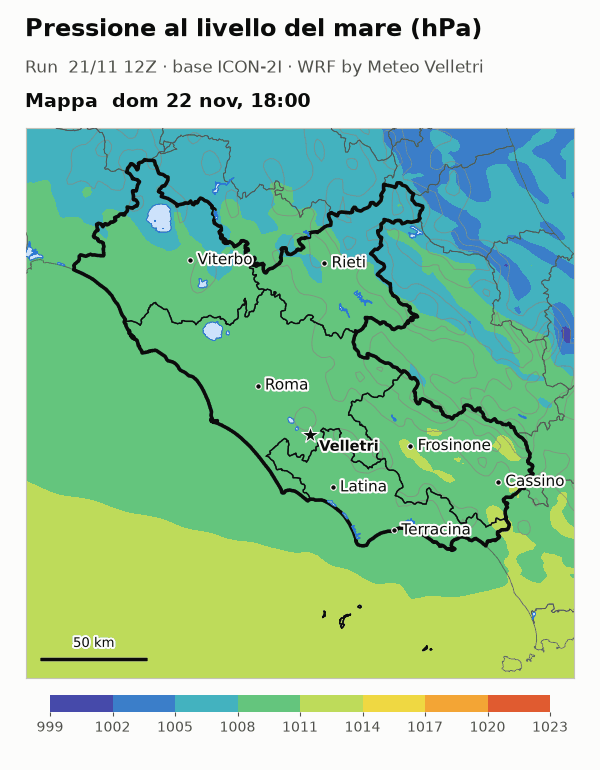 Pressione al livello del mare (hPa)
Run  21/11 12Z · base ICON-2I · WRF by Meteo Velletri
Mappa  dom 22 nov, 18:00
Viterbo
Rieti
Roma
Velletri
Frosinone
Cassino
Latina
Terracina
50 km
999 1002 1005 1008 1011 1014 1017 1020 1023